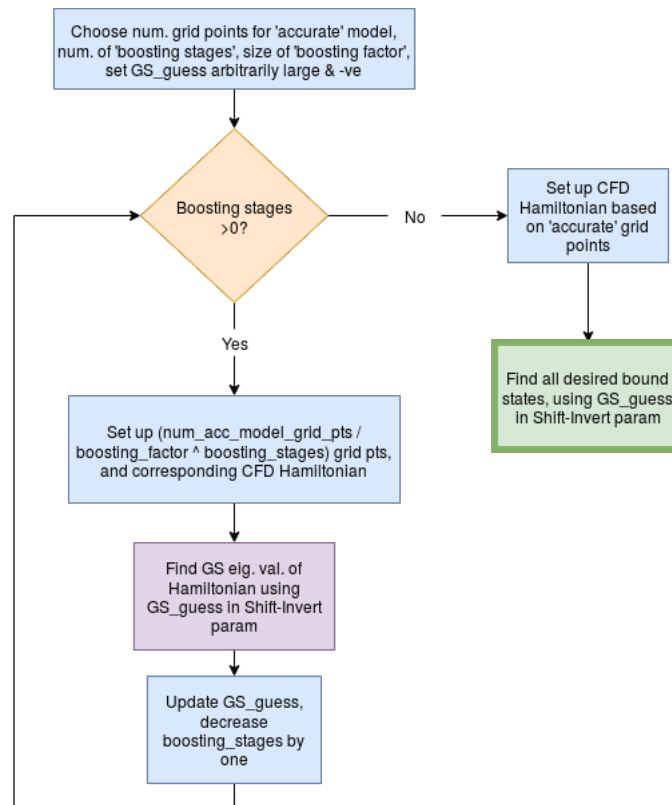 Choose num. grid points for 'accurate' model,
num. of 'boosting stages', size of 'boosting factor',
set GS_guess arbitrarily large & -ve
Boosting stages
>0?
No
Set up CFD
Hamiltonian based
on 'accurate' grid
points
Yes
Find all desired bound
states, using GS_guess
in Shift-Invert param
Set up (num_acc_model_grid_pts /
boosting_factor ^ boosting_stages) grid pts,
and corresponding CFD Hamiltonian
Find GS eig. val. of
Hamiltonian using
GS_guess in Shift-Invert
param
Update GS_guess,
decrease
boosting_stages by
one